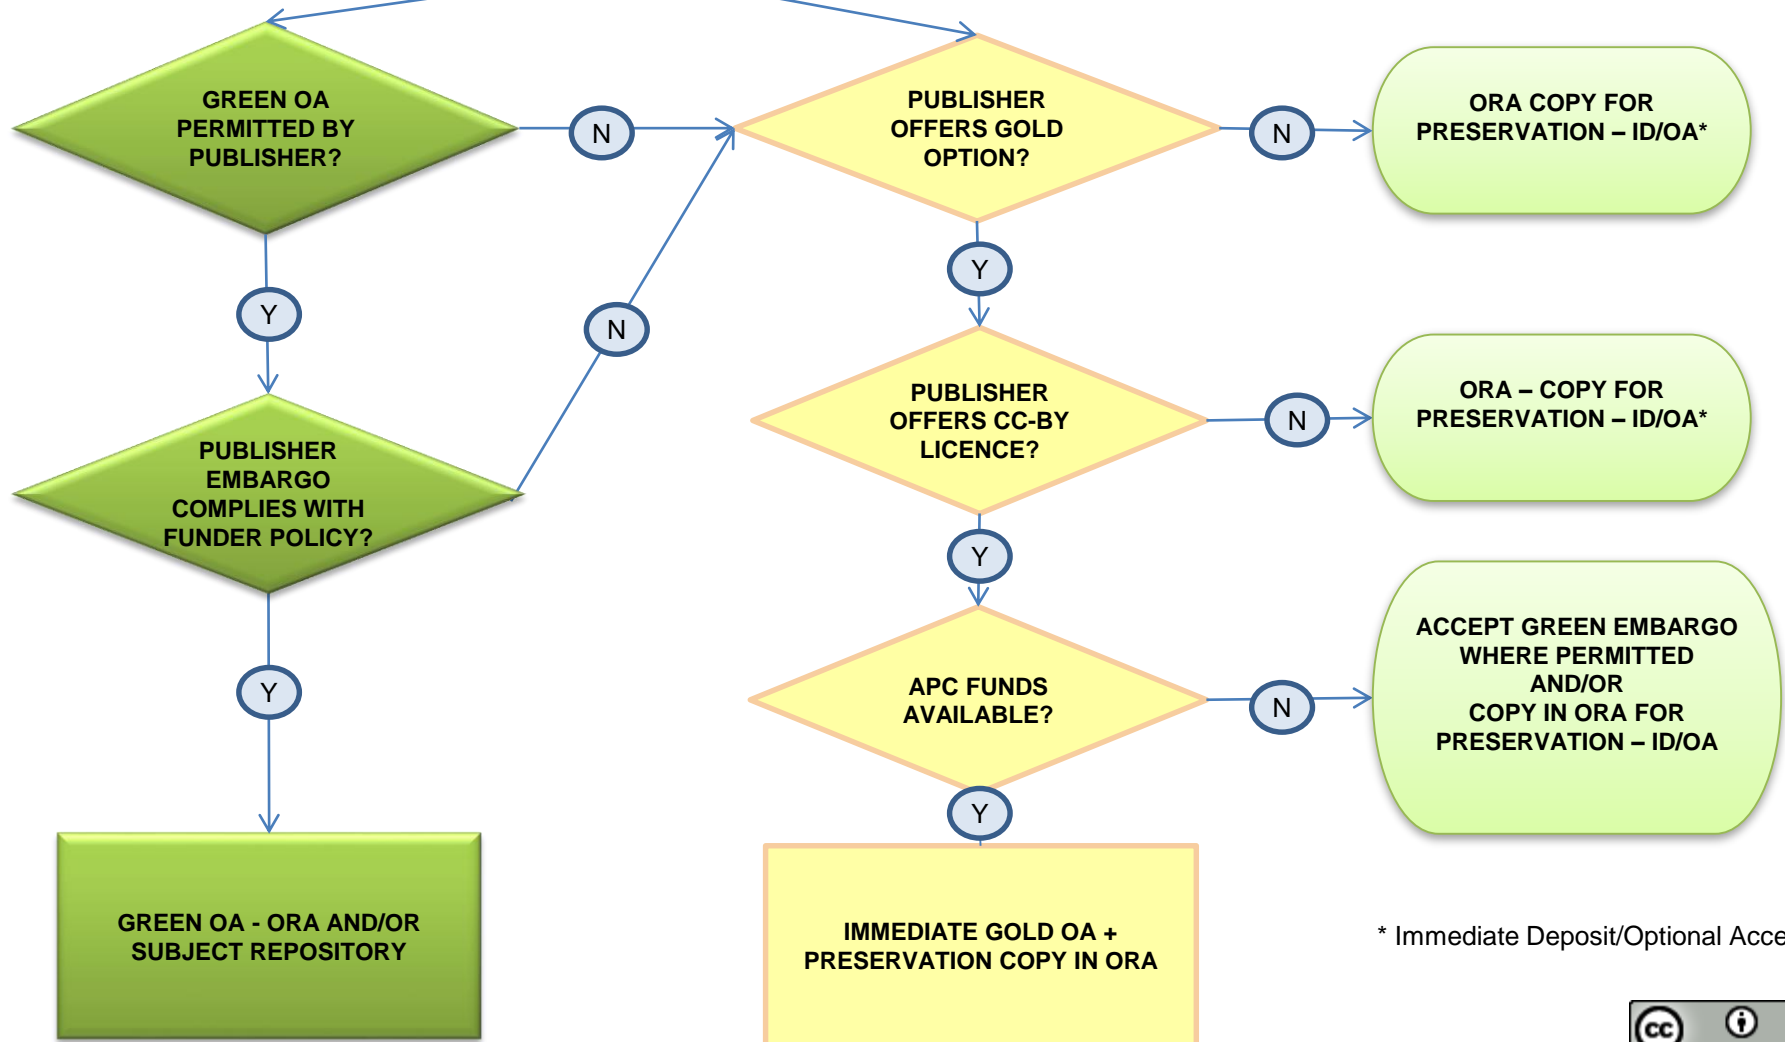 GREEN OA
PERMITTED BY
PUBLISHER?
N
PUBLISHER
OFFERS GOLD
OPTION?
N
ORA COPY FOR
PRESERVATION – ID/OA*
Y
Y
N
PUBLISHER
EMBARGO
COMPLIES WITH
FUNDER POLICY?
PUBLISHER
OFFERS CC-BY
LICENCE?
N
ORA – COPY FOR
PRESERVATION – ID/OA*
Y
Y
APC FUNDS
AVAILABLE?
N
ACCEPT GREEN EMBARGO
WHERE PERMITTED
AND/OR
COPY IN ORA FOR
PRESERVATION – ID/OA
Y
GREEN OA - ORA AND/OR
SUBJECT REPOSITORY
IMMEDIATE GOLD OA +
PRESERVATION COPY IN ORA
* Immediate Deposit/Optional Acce
cc